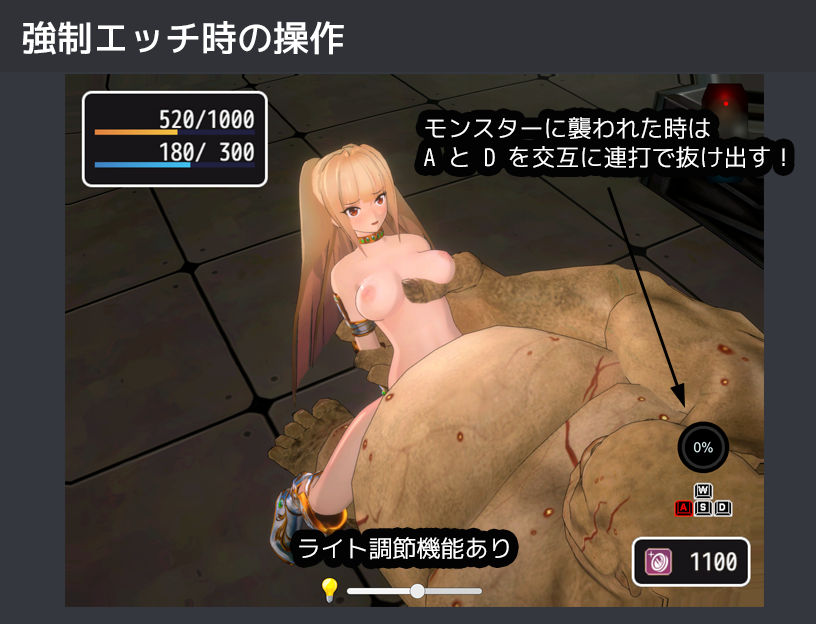 強制エッチ時の操作
520/1000
180/ 300
モンスターに襲われた時は
A と D を交互に連打で抜け出す！
0%
W
A S D
ライト調節機能あり
1100